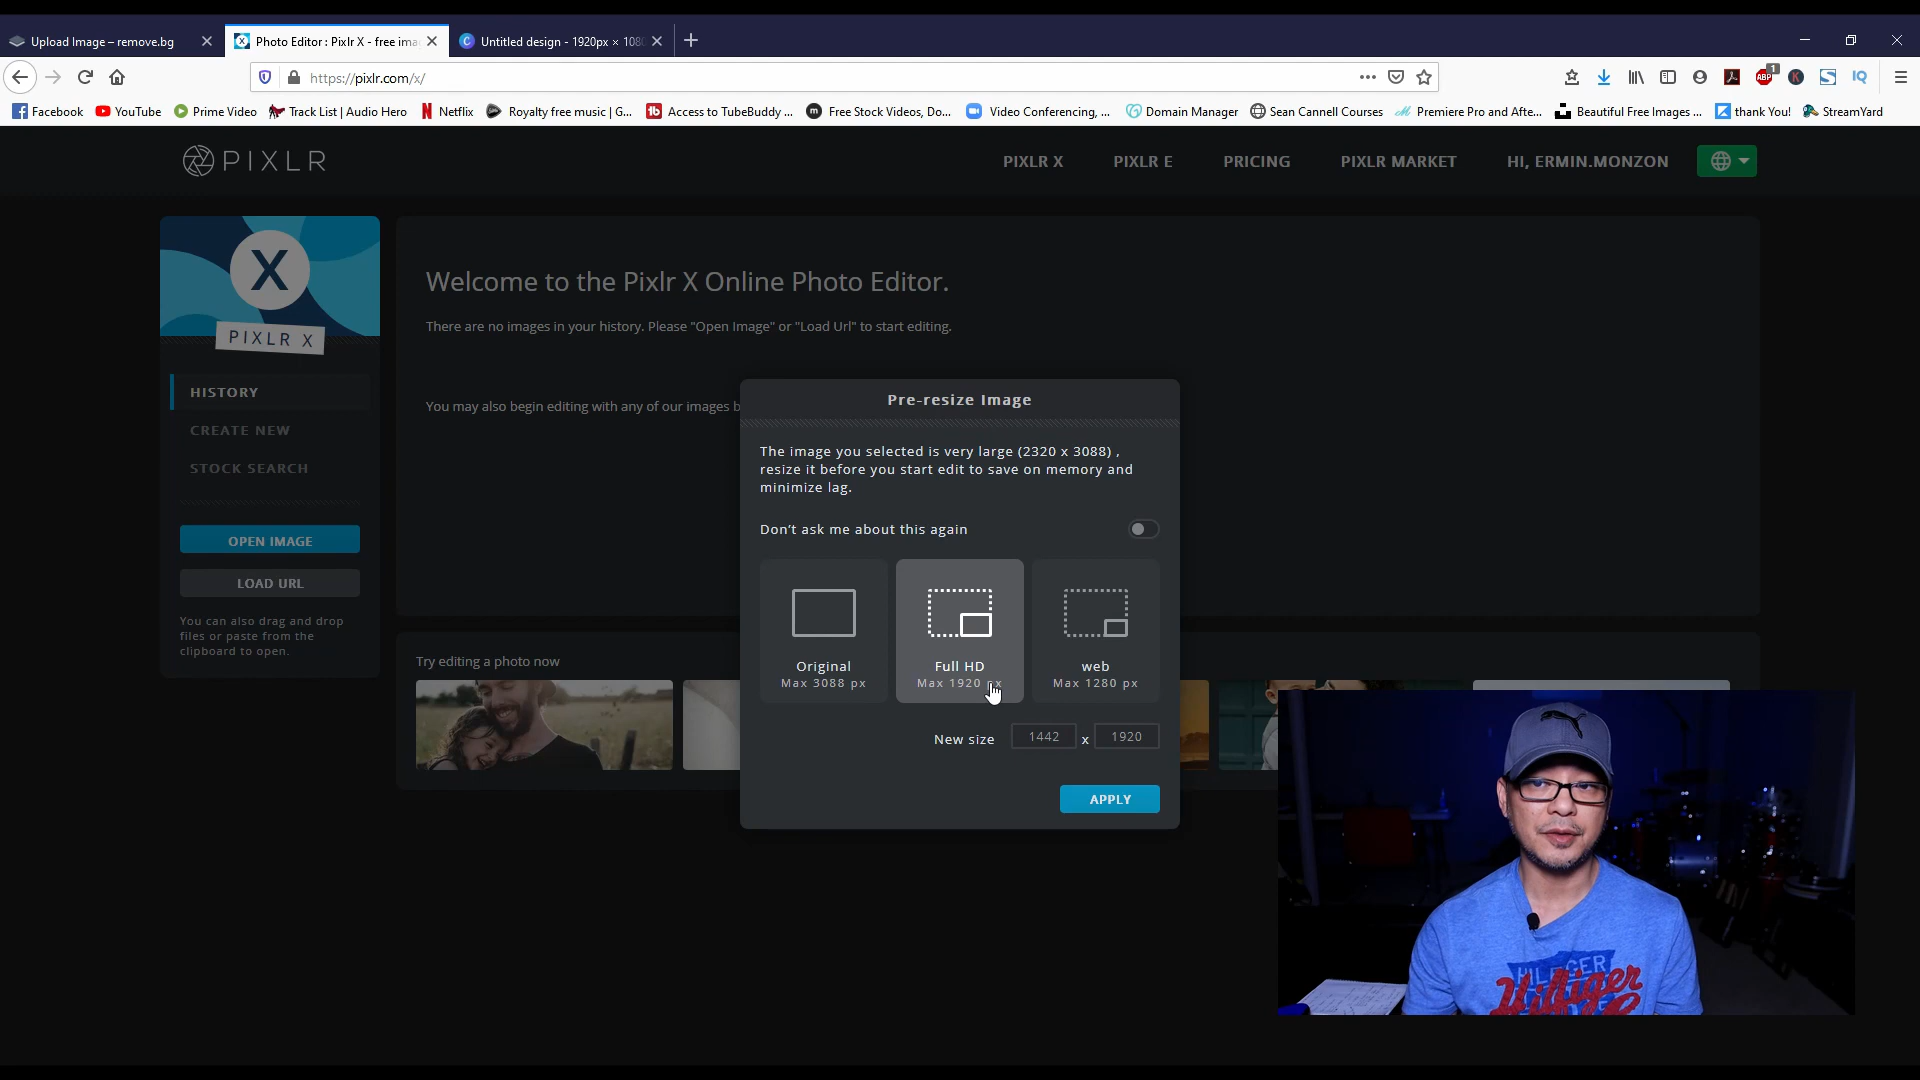 Upload Image – remove.bg
Photo Editor : Pixlr X - free ima
Untitled design - 1920px × 108
https://pixlr.com/x/
ABP
1
K
S
IQ
Facebook
YouTube
Prime Video
Track List | Audio Hero
Netflix
Royalty free music | G...
Access to TubeBuddy ...
Free Stock Videos, Do...
Video Conferencing, ...
Domain Manager
Sean Cannell Courses
Premiere Pro and Afte...
Beautiful Free Images ...
thank You!
StreamYard
PIXLR
PIXLR X
PIXLR E
PRICING
PIXLR MARKET
HI, ERMIN.MONZON
X
PIXLR X
HISTORY
CREATE NEW
STOCK SEARCH
OPEN IMAGE
LOAD URL
You can also drag and drop
files or paste from the
clipboard to open.
Welcome to the Pixlr X Online Photo Editor.
There are no images in your history. Please "Open Image" or "Load Url" to start editing.
You may also begin editing with any of our images b
Try editing a photo now
Pre-resize Image
The image you selected is very large (2320 x 3088) ,
resize it before you start edit to save on memory and
minimize lag.
Don't ask me about this again
Original
Max 3088 px
Full HD
Max 1920 px
web
Max 1280 px
New size 1442 x 1920
APPLY
HILFIGER
Hilfiger